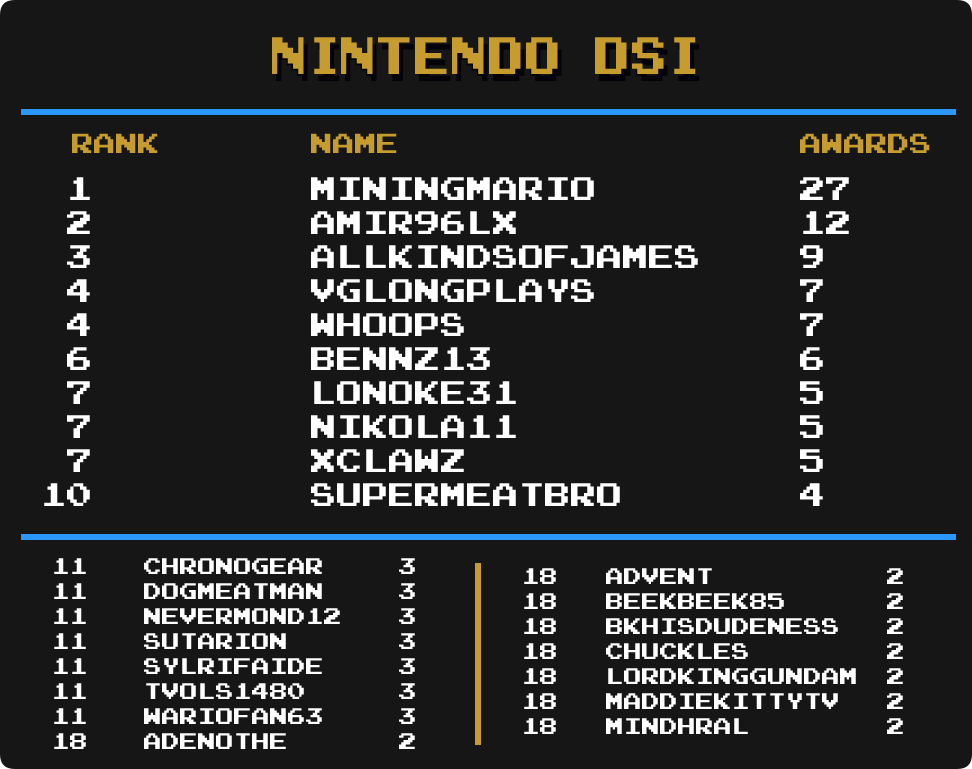 NINTENDO DSI
RANK NAME AWARDS
1 MININGMARIO 27
2 AMIR96LX 12
3 ALLKINDSOFJAMES 9
4 VGLONGPLAYS 7
4 WHOOPS 7
6 BENNZ13 6
7 LONOKE31 5
7 NIKOLA11 5
7 XCLAWZ 5
10 SUPERMEATBRO 4
11 CHRONOGEAR 3
11 DOGMEATMAN 3
11 NEVERMOND12 3
11 SUTARION 3
11 SYLRIFAIDE 3
11 TVOLS1480 3
11 WARIOFAN63 3
18 ADENOTHE 2
18 ADVENT 2
18 BEEKBEEK85 2
18 BKHISDUDENESS 2
18 CHUCKLES 2
18 LORDKINGGUNDAM 2
18 MADDIEKITTYTV 2
18 MINDHRAL 2